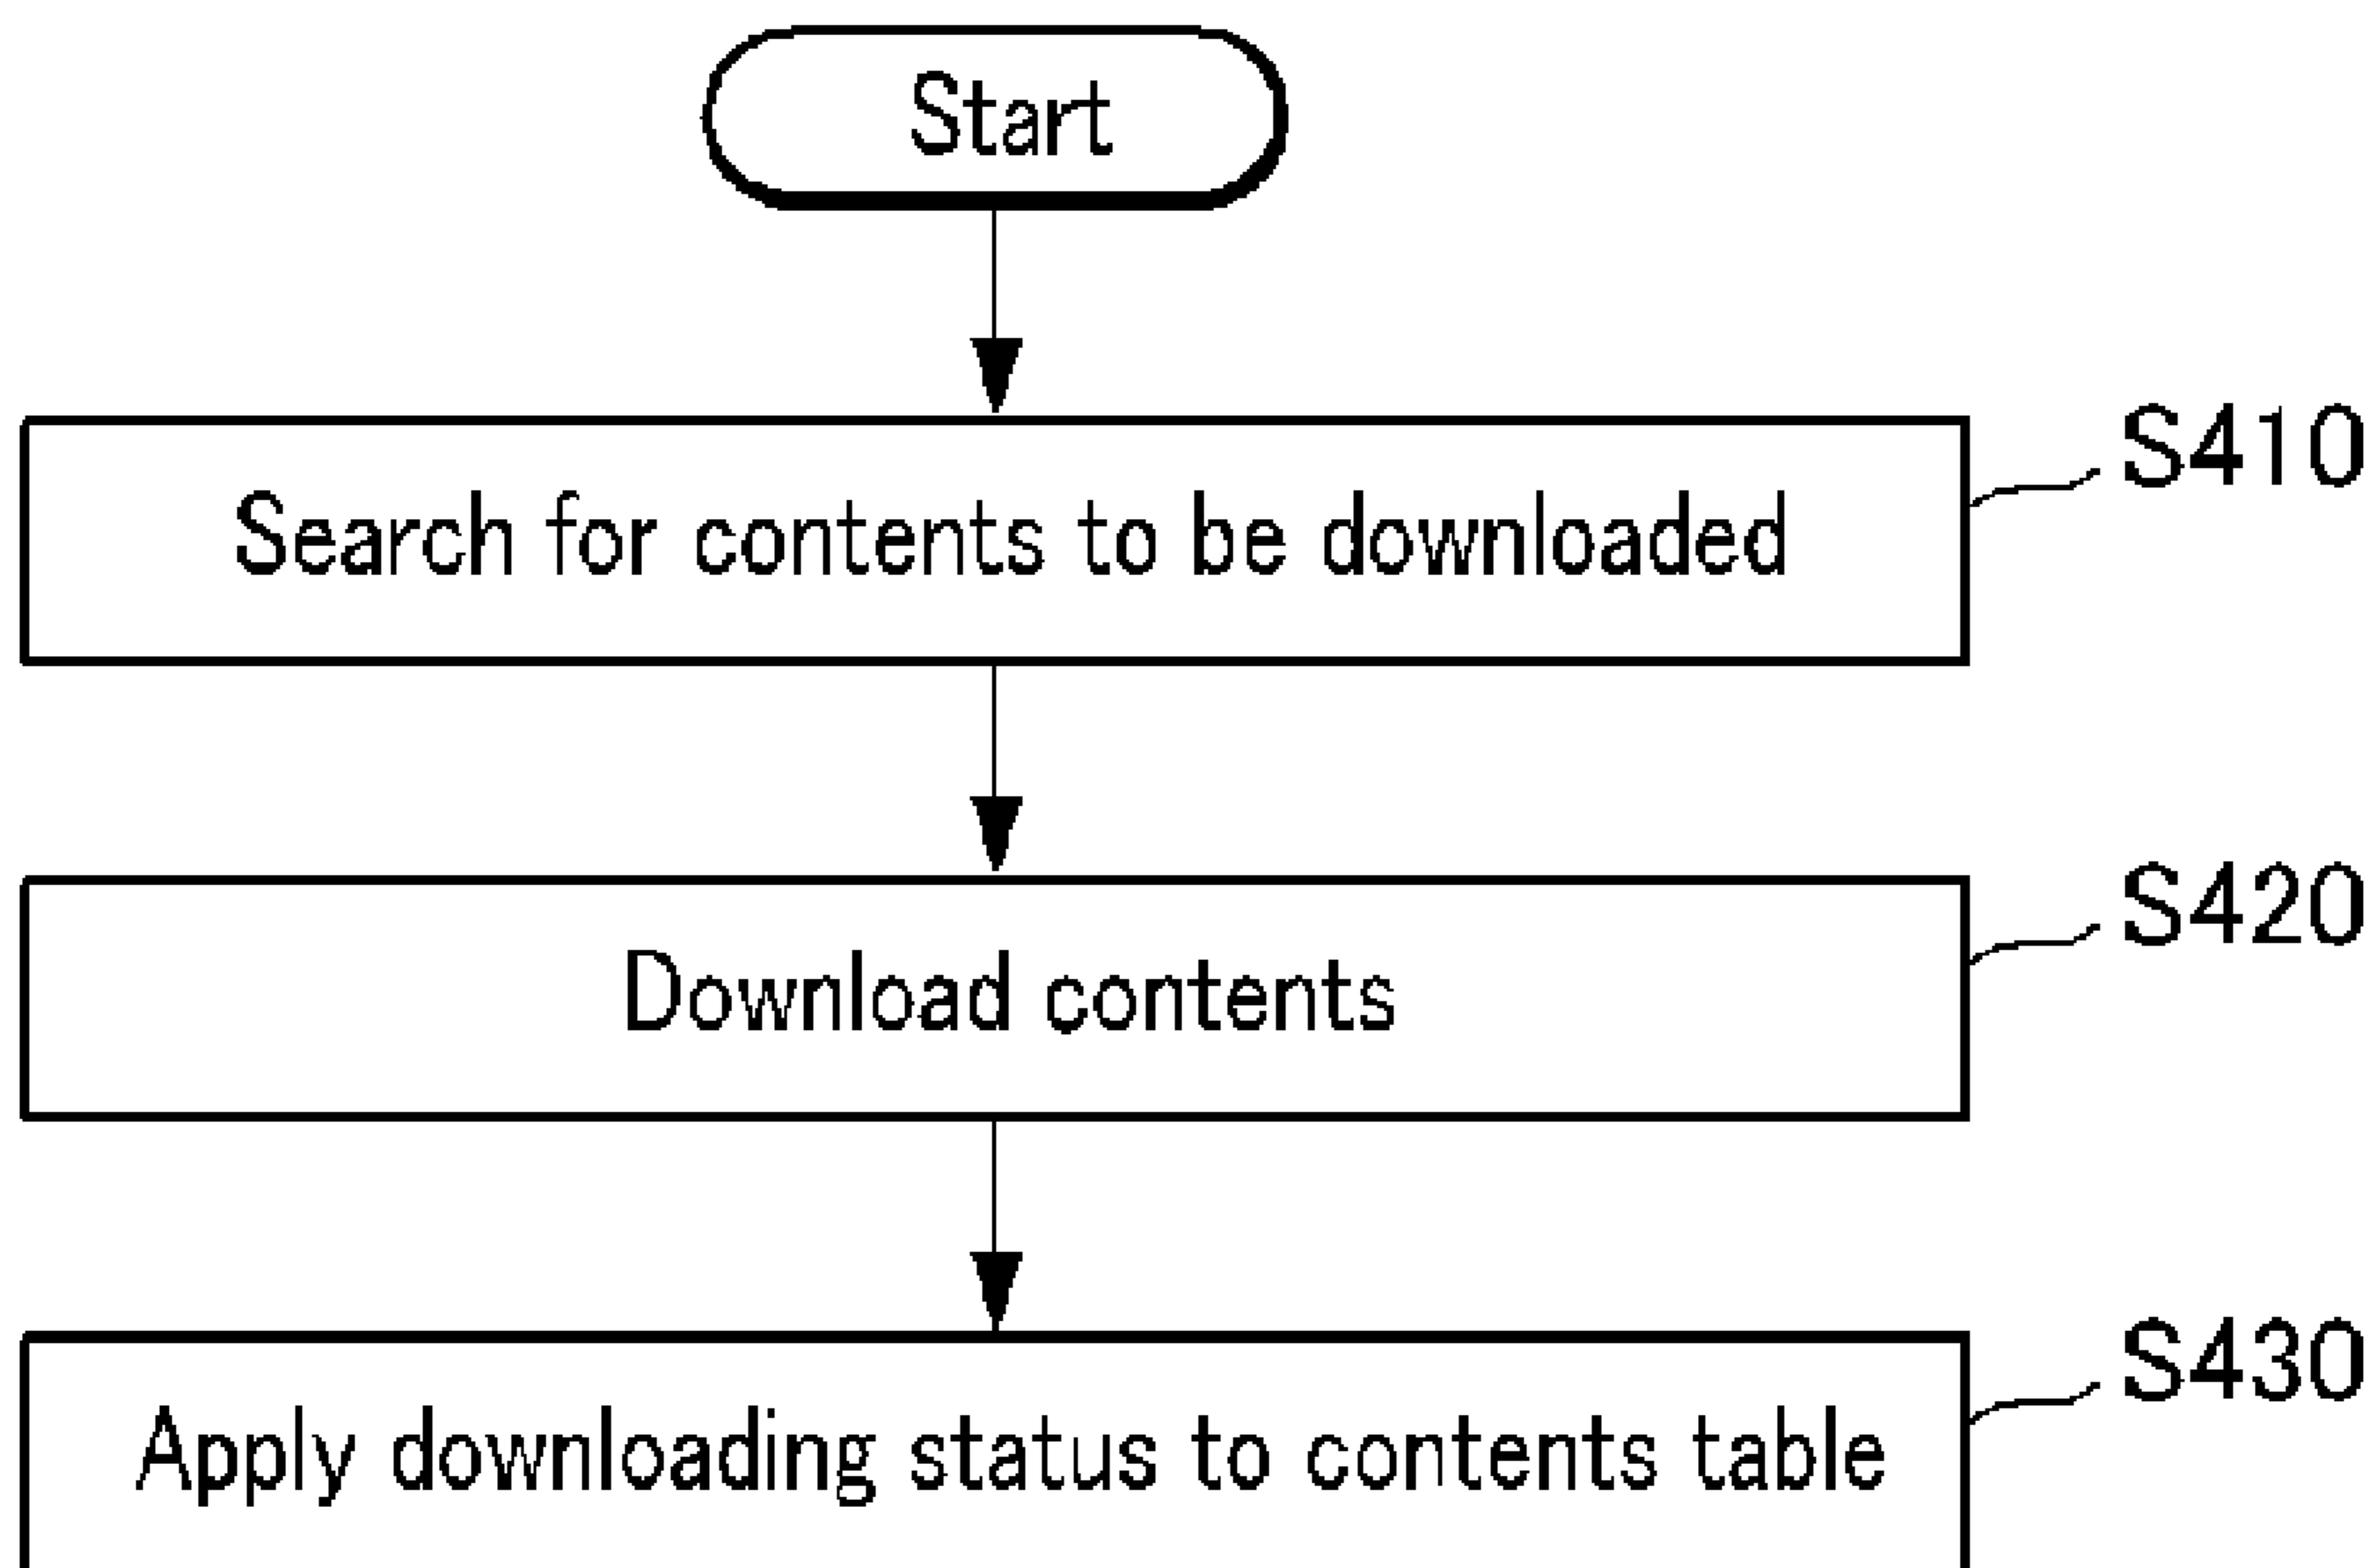 Start
S410
Search for contents to be downloaded
S420
Download contents
S430
Apply downloading status to contents table